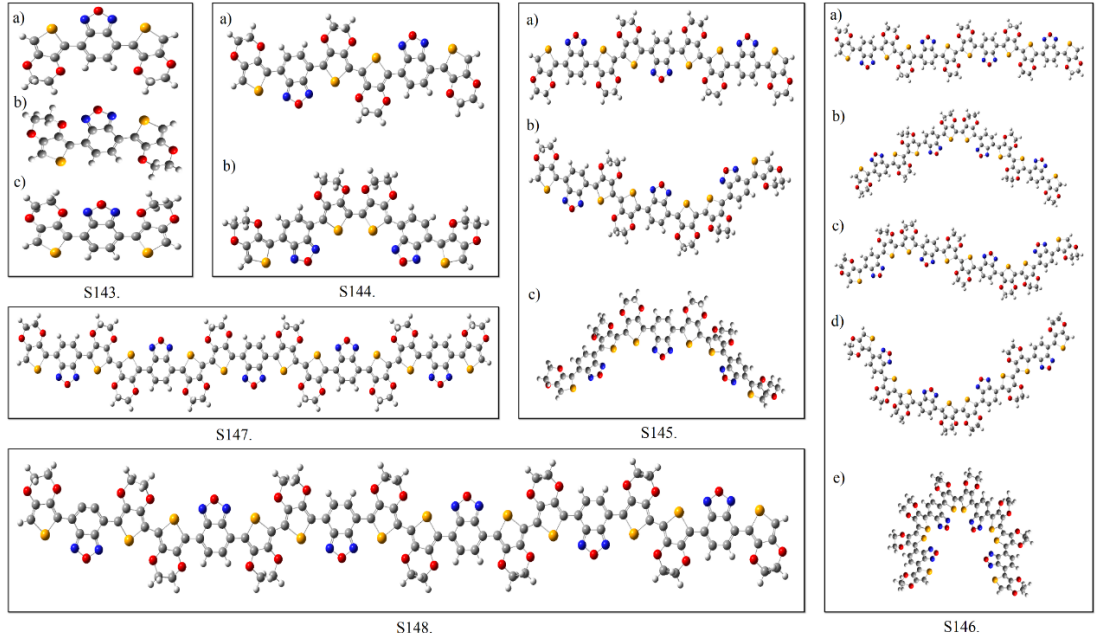 a)
b)
c)
S143.
a)
b)
S144.
a)
b)
c)
S145.
a)
b)
c)
d)
e)
S146.
S147.
S148.